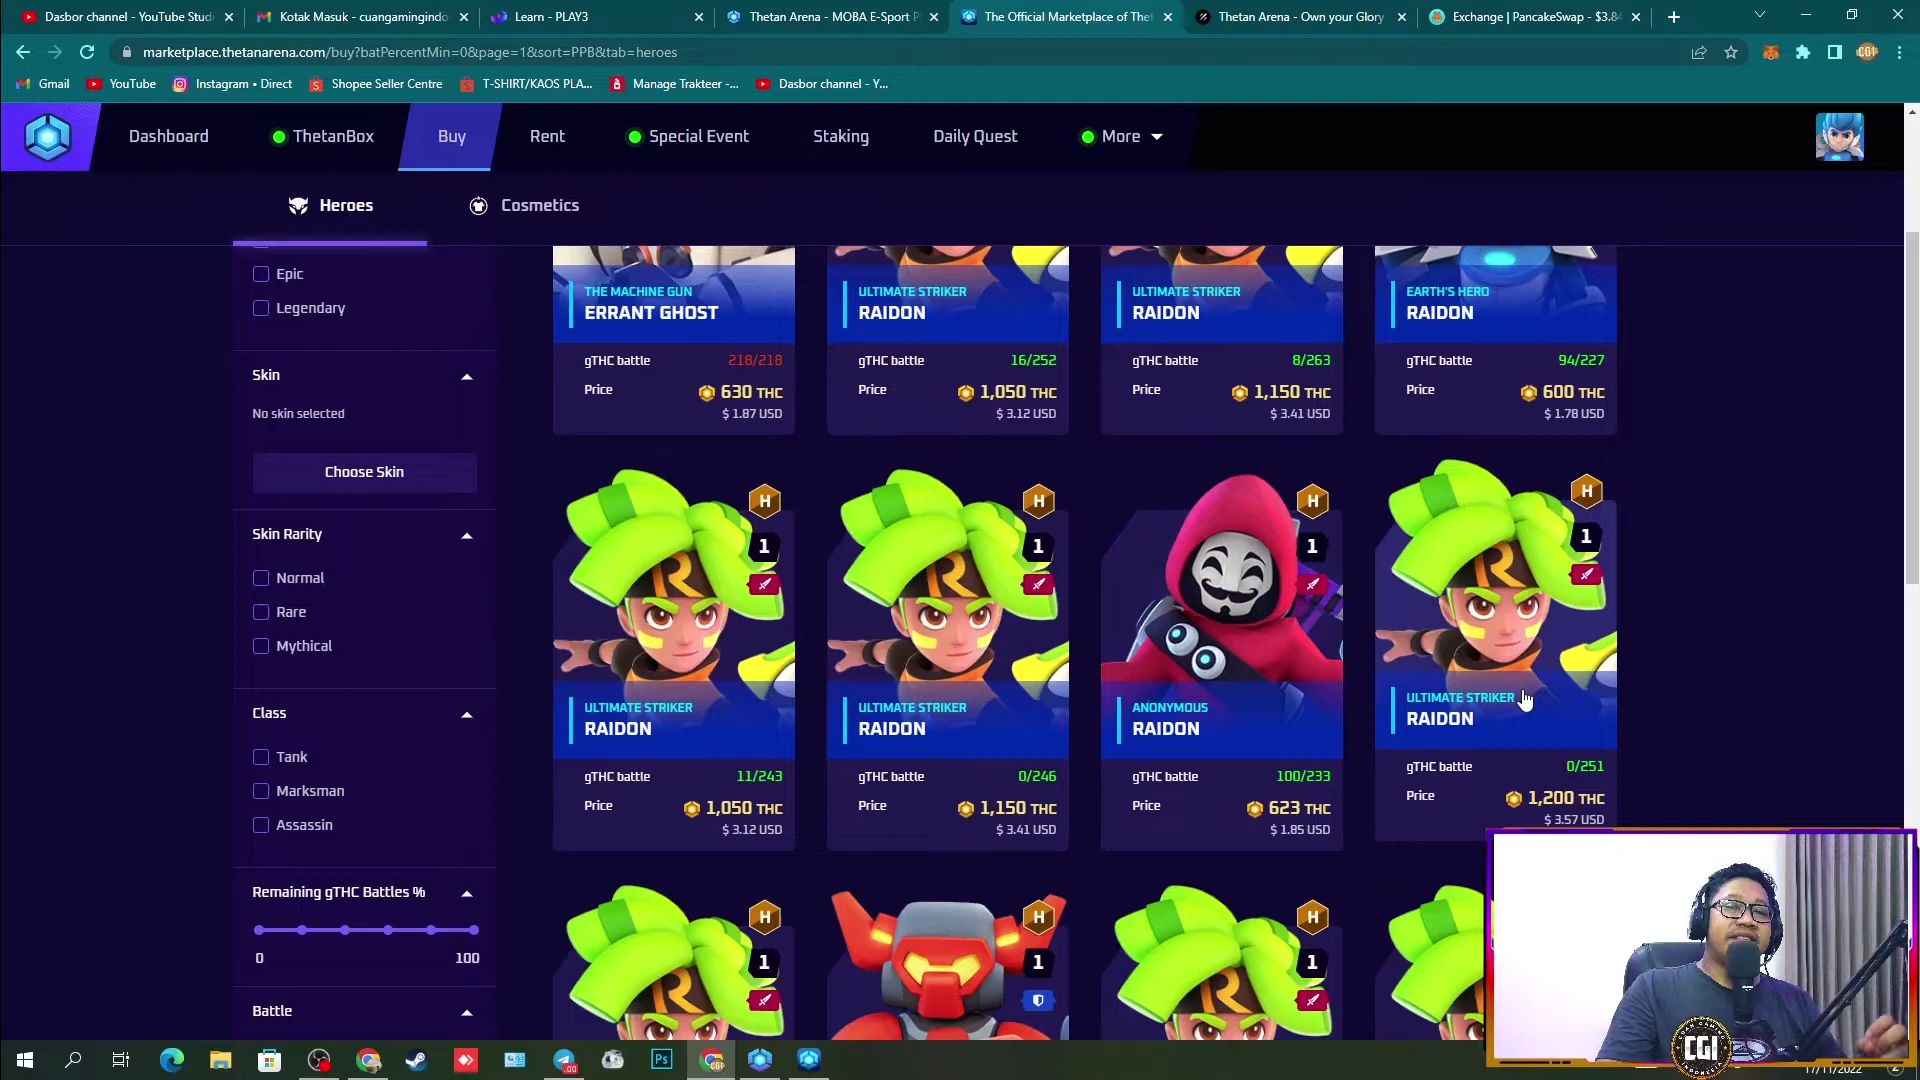 Dasbor channel - YouTube Studi
Kotak Masuk - cuangamingindo
Learn - PLAY3
Thetan Arena - MOBA E-Sport P
The Official Marketplace of The
Thetan Arena - Own your Glory
Exchange | PancakeSwap - $3.84
marketplace.thetanarena.com/buy?batPercentMin=0&page=1&sort=PPB&tab=heroes
Gmail
YouTube
Instagram • Direct
Shopee Seller Centre
T-SHIRT/KAOS PLA...
Manage Trakteer -...
Dasbor channel - Y...
Dashboard
ThetanBox
Buy
Rent
Special Event
Staking
Daily Quest
More
Heroes
Cosmetics
Epic
Legendary
Skin
No skin selected
Choose Skin
Skin Rarity
Normal
Rare
Mythical
Class
Tank
Marksman
Assassin
Remaining gTHC Battles %
0
100
Battle
THE MACHINE GUN
ERRANT GHOST
gTHC battle 218/218
Price 630 THC
$ 1.87 USD
ULTIMATE STRIKER
RAIDON
gTHC battle 16/252
Price 1,050 THC
$ 3.12 USD
ULTIMATE STRIKER
RAIDON
gTHC battle 8/263
Price 1,150 THC
$ 3.41 USD
EARTH'S HERO
RAIDON
gTHC battle 94/227
Price 600 THC
$ 1.78 USD
H
1
R
ULTIMATE STRIKER
RAIDON
gTHC battle 11/243
Price 1,050 THC
$ 3.12 USD
H
1
R
ULTIMATE STRIKER
RAIDON
gTHC battle 0/246
Price 1,150 THC
$ 3.41 USD
H
1
ANONYMOUS
RAIDON
gTHC battle 100/233
Price 623 THC
$ 1.85 USD
H
1
R
ULTIMATE STRIKER
RAIDON
gTHC battle 0/251
Price 1,200 THC
$ 3.57 USD
H
1
R
H
1
H
1
R
CGI
Ps
17/11/2022